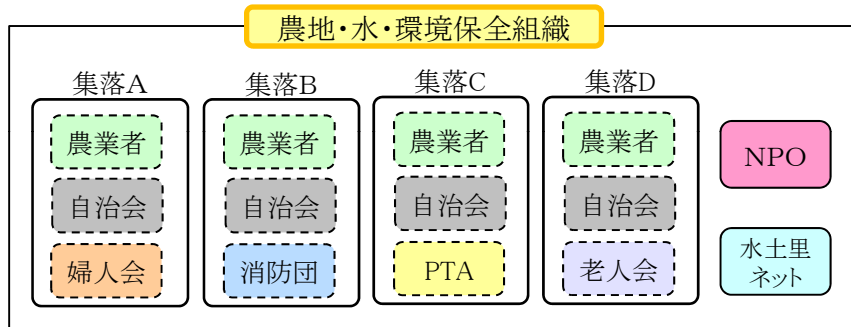 農地・水・環境保全組織
集落A
農業者
自治会
婦人会
集落B
農業者
自治会
消防団
集落C
農業者
自治会
PTA
集落D
農業者
自治会
老人会
NPO
水土里
ネット